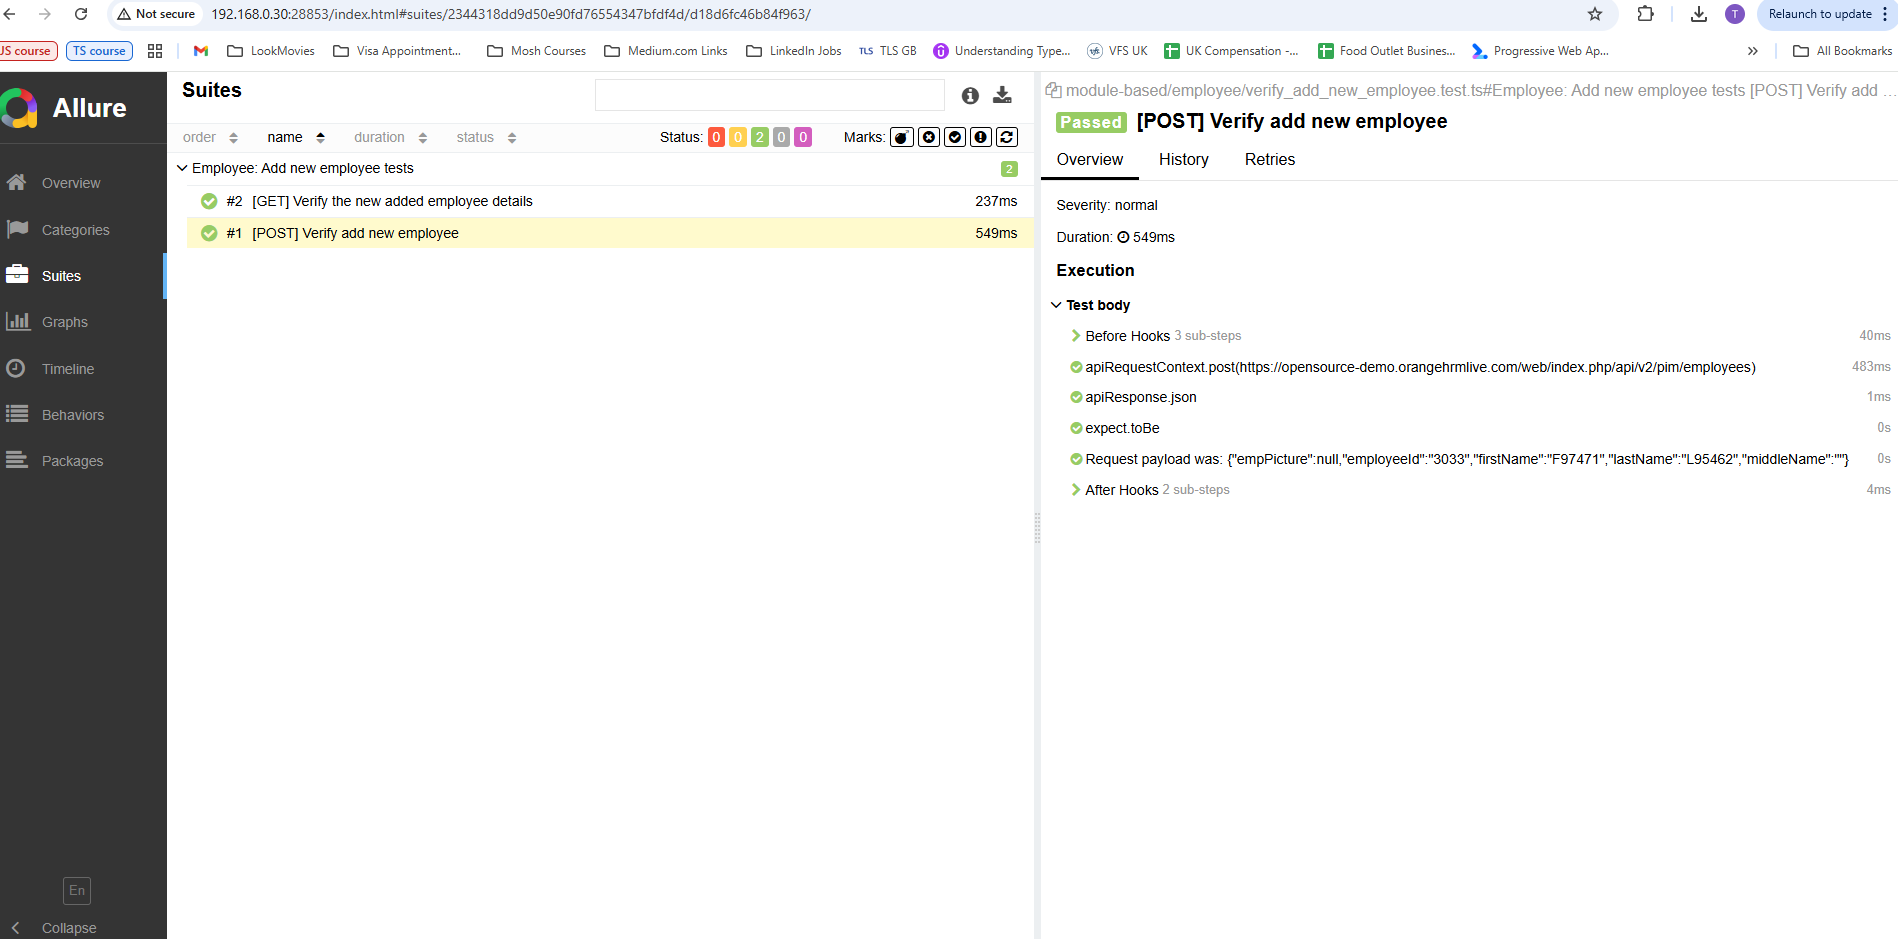 Not secure 192.168.0.30:28853/index.html#suites/2344318dd9d50e90fd76554347bfdf4d/d18d6fc46b84f963/ T Relaunch to update
JS course TS course LookMovies Visa Appointment... Mosh Courses Medium.com Links LinkedIn Jobs TLS TLS GB Understanding Type... VFS UK UK Compensation -... Food Outlet Busines... Progressive Web Ap... » All Bookmarks
Allure
Overview
Categories
Suites
Graphs
Timeline
Behaviors
Packages
En
Collapse
Suites
order name duration status Status: 0 0 2 0 0 Marks:
Employee: Add new employee tests 2
#2 [GET] Verify the new added employee details 237ms
#1 [POST] Verify add new employee 549ms
module-based/employee/verify_add_new_employee.test.ts#Employee: Add new employee tests [POST] Verify add ...
Passed [POST] Verify add new employee
Overview History Retries
Severity: normal
Duration: 549ms
Execution
Test body
Before Hooks 3 sub-steps 40ms
apiRequestContext.post(https://opensource-demo.orangehrmlive.com/web/index.php/api/v2/pim/employees) 483ms
apiResponse.json 1ms
expect.toBe 0s
Request payload was: {"empPicture":null,"employeeId":"3033","firstName":"F97471","lastName":"L95462","middleName":""} 0s
After Hooks 2 sub-steps 4ms